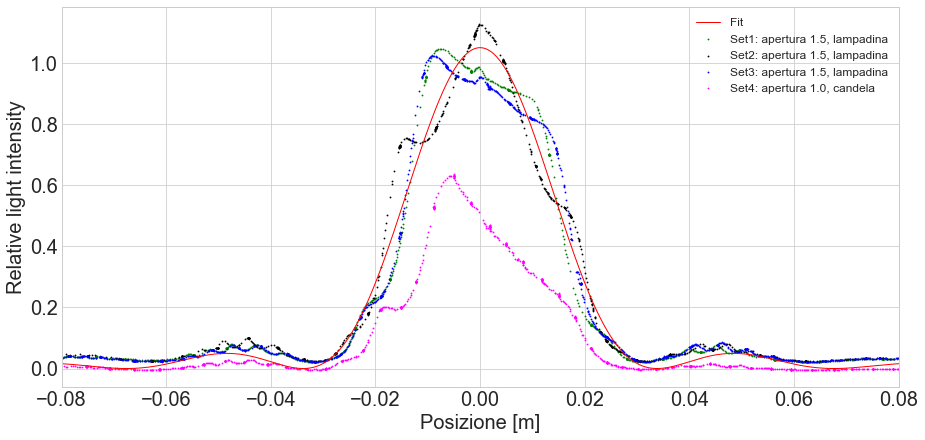 Fit
Set1: apertura 1.5, lampadina
Set2: apertura 1.5, lampadina
Set3: apertura 1.5, lampadina
Set4: apertura 1.0, candela
Relative light intensity
1.0
0.8
0.6
0.4
0.2
0.0
−0.08 −0.06 −0.04 −0.02 0.00 0.02 0.04 0.06 0.08
Posizione [m]